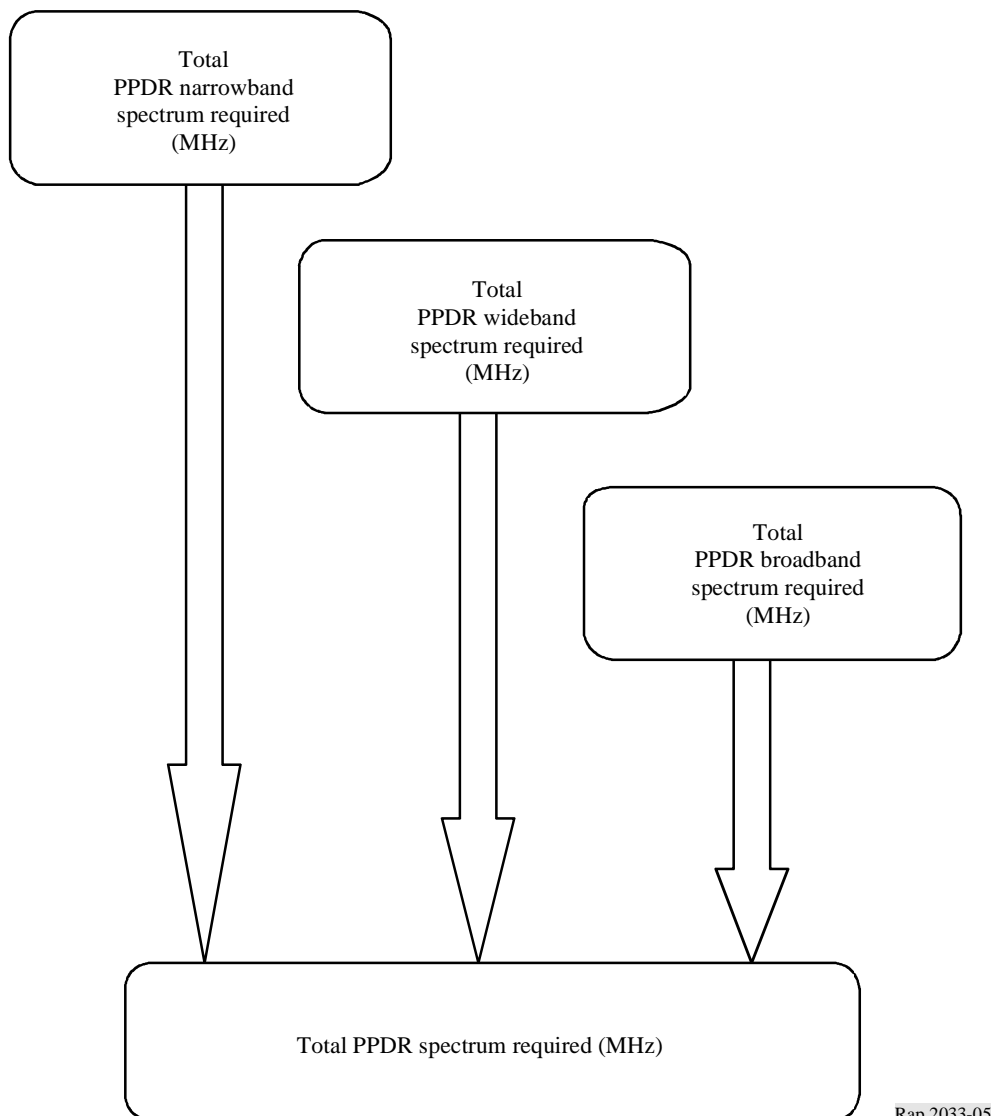 Total
PPDR narrowband
spectrum required
(MHz)
Total
PPDR wideband
spectrum required
(MHz)
Total
PPDR broadband
spectrum required
(MHz)
Total PPDR spectrum required (MHz)
Rap 2033-05